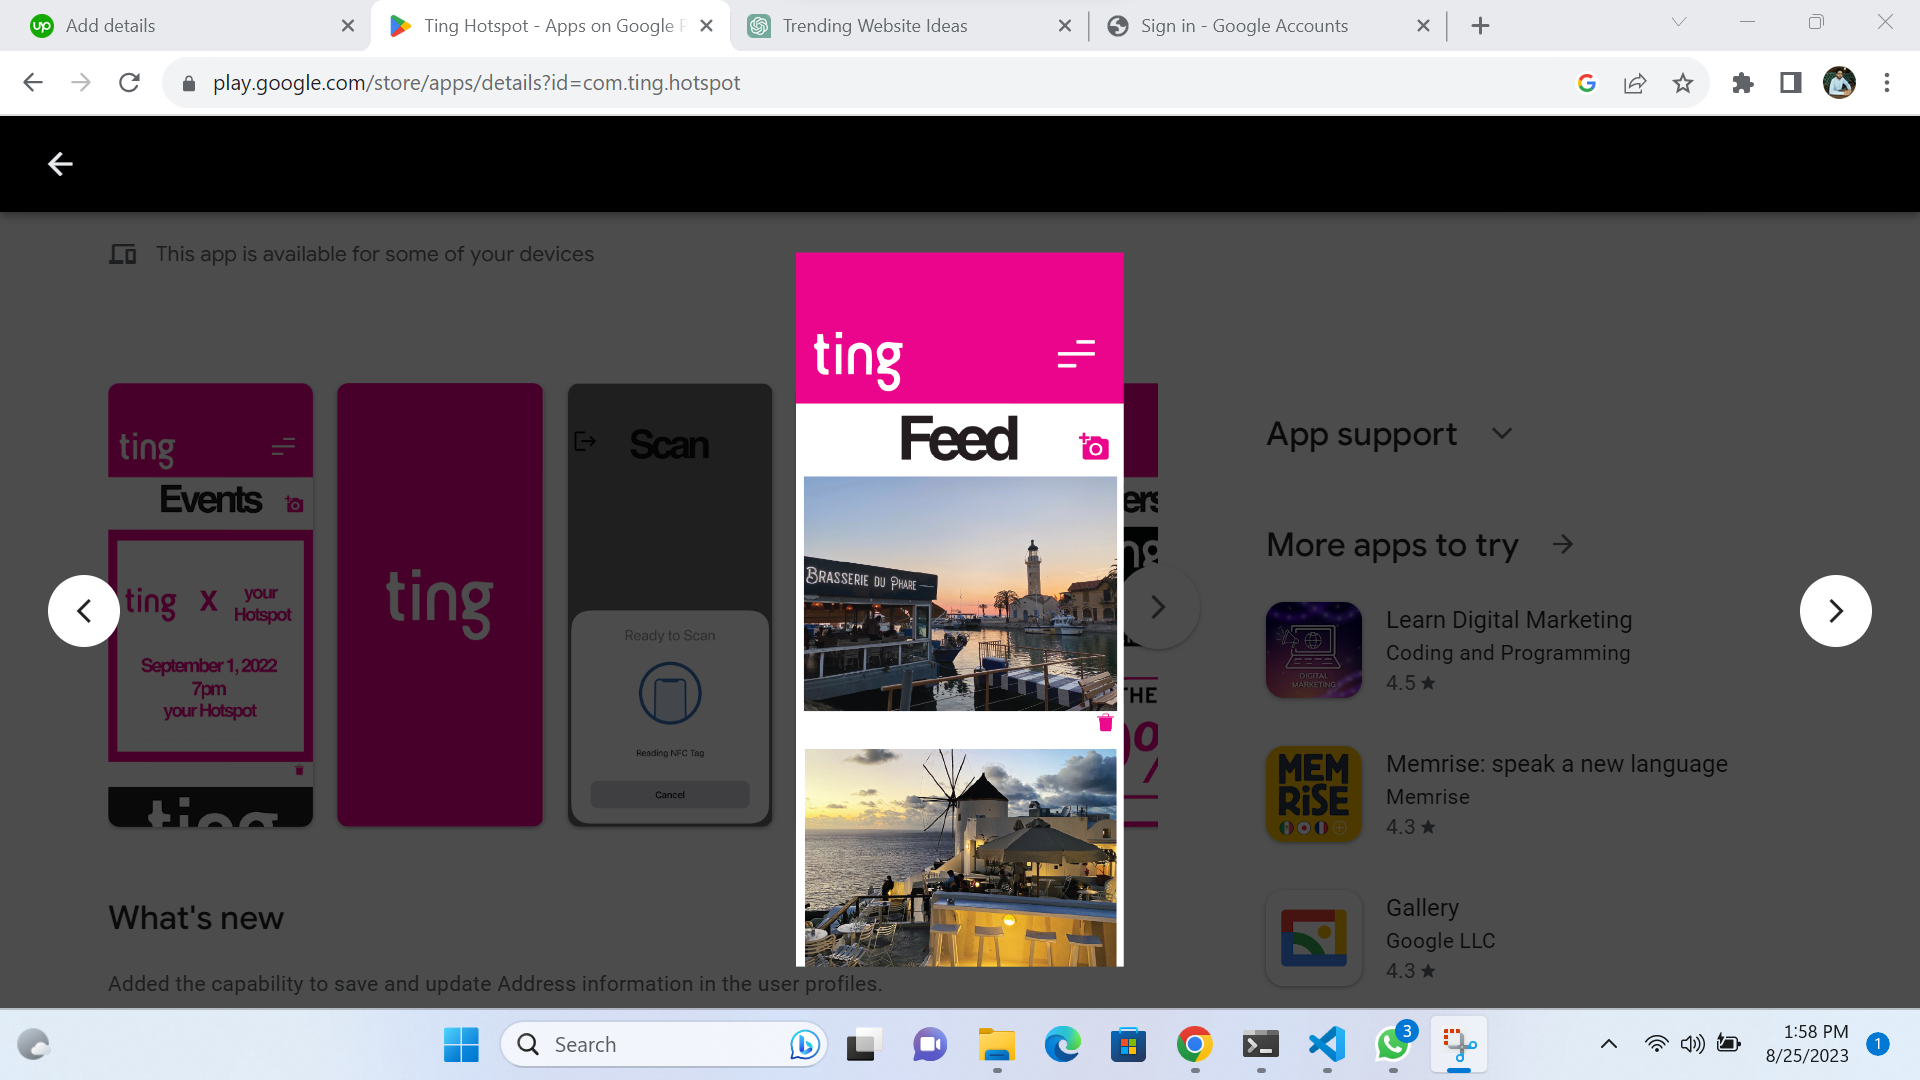 Add details
Ting Hotspot - Apps on Google P
Trending Website Ideas
Sign in - Google Accounts
play.google.com/store/apps/details?id=com.ting.hotspot
This app is available for some of your devices
ting
Events
ting X your Hotspot
September 1, 2022
7pm
your Hotspot
ting
ting
Scan
Ready to Scan
Reading NFC Tag
Cancel
ting
Feed
BRASSERIE DU PHARE
ers
ng
THE
%
App support
More apps to try
DIGITAL
MARKETING
Learn Digital Marketing
Coding and Programming
4.5
MEM
RiSE
Memrise: speak a new language
Memrise
4.3
Gallery
Google LLC
4.3
What's new
Added the capability to save and update Address information in the user profiles.
Search
3
1:58 PM
8/25/2023
1